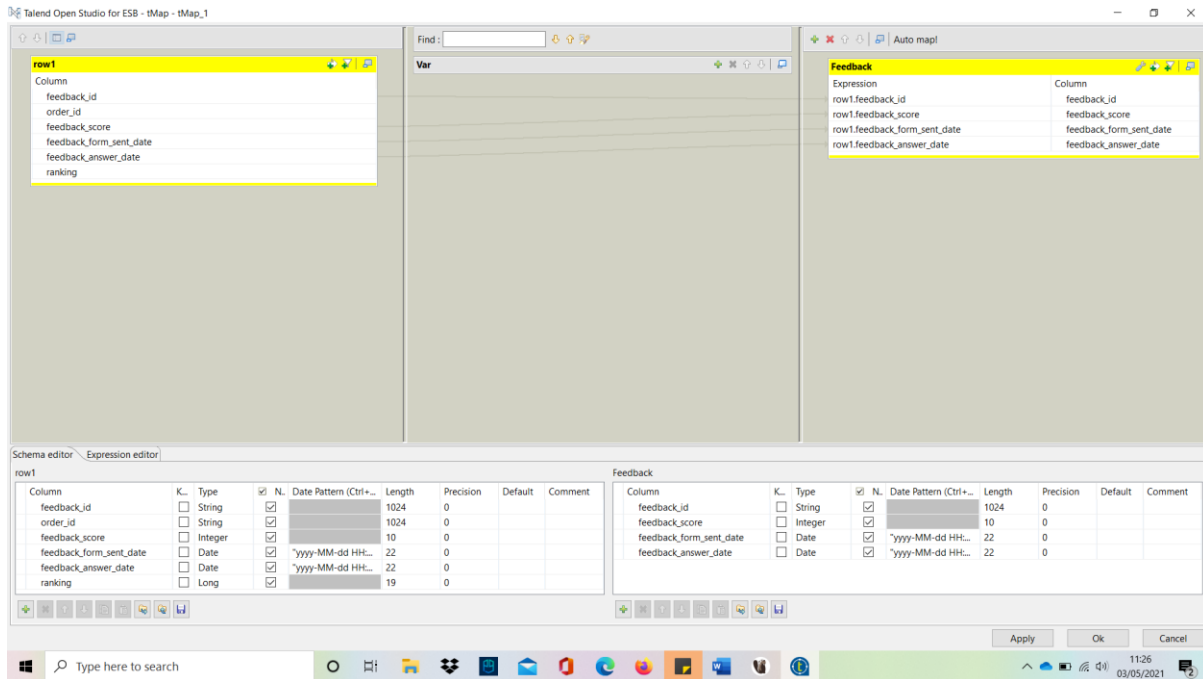 Talend Open Studio for ESB - tMap - tMap_1
Find :
Auto map!
row1
Column
feedback_id
order_id
feedback_score
feedback_form_sent_date
feedback_answer_date
ranking
Var
Feedback
Expression Column
row1.feedback_id feedback_id
row1.feedback_score feedback_score
row1.feedback_form_sent_date feedback_form_sent_date
row1.feedback_answer_date feedback_answer_date
Schema editor Expression editor
row1
Column K... Type N.. Date Pattern (Ctrl+... Length Precision Default Comment
feedback_id String 1024 0
order_id String 1024 0
feedback_score Integer 10 0
feedback_form_sent_date Date "yyyy-MM-dd HH:... 22 0
feedback_answer_date Date "yyyy-MM-dd HH:... 22 0
ranking Long 19 0
Feedback
Column K... Type N.. Date Pattern (Ctrl+... Length Precision Default Comment
feedback_id String 1024 0
feedback_score Integer 10 0
feedback_form_sent_date Date "yyyy-MM-dd HH:... 22 0
feedback_answer_date Date "yyyy-MM-dd HH:... 22 0
Apply Ok Cancel
Type here to search
11:26
03/05/2021
2